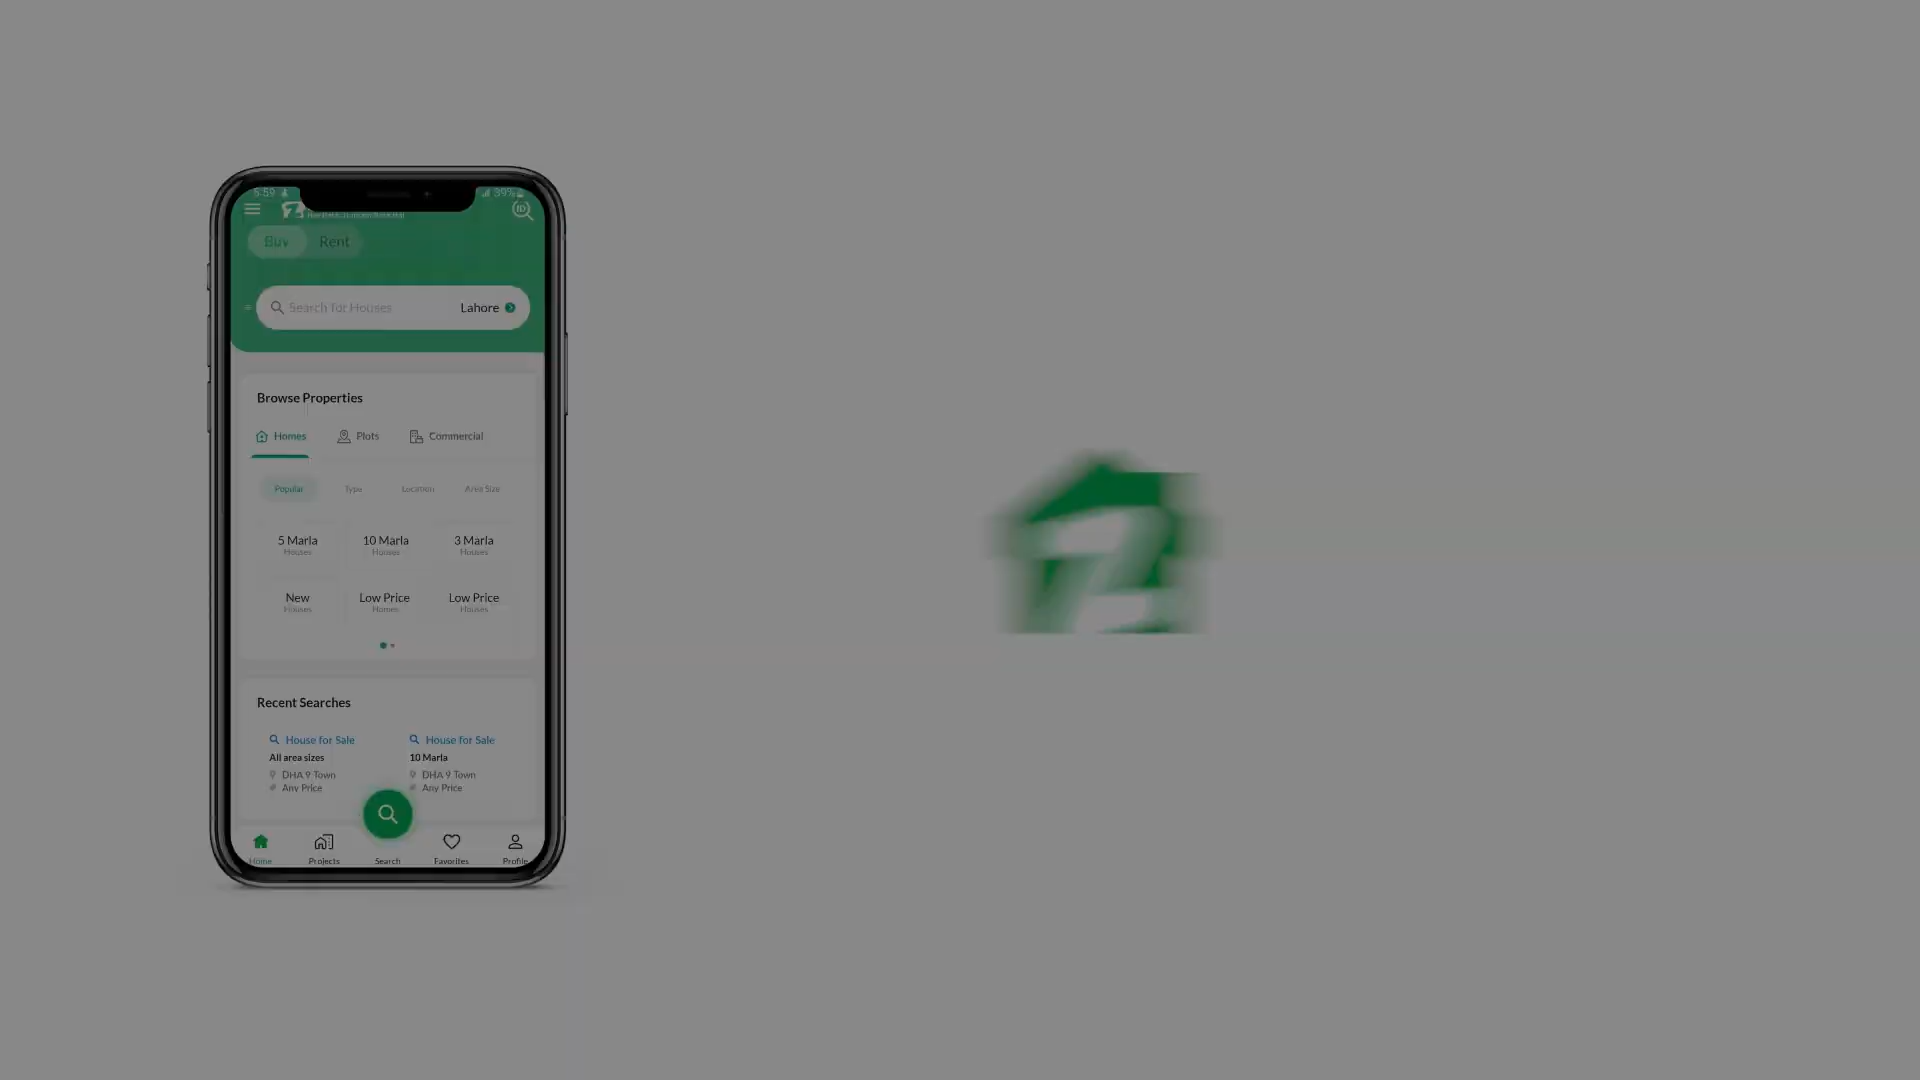 5:59 39%
Buy Rent
Search for Houses Lahore
Browse Properties
Homes Plots Commercial
Popular Type Location Area Size
5 Marla 10 Marla 3 Marla
Houses Houses Houses
New Low Price Low Price
Houses Homes Houses
Recent Searches
House for Sale House for Sale
All area sizes 10 Marla
DHA 9 Town DHA 9 Town
Any Price Any Price
Home Projects Search Favorites Profile